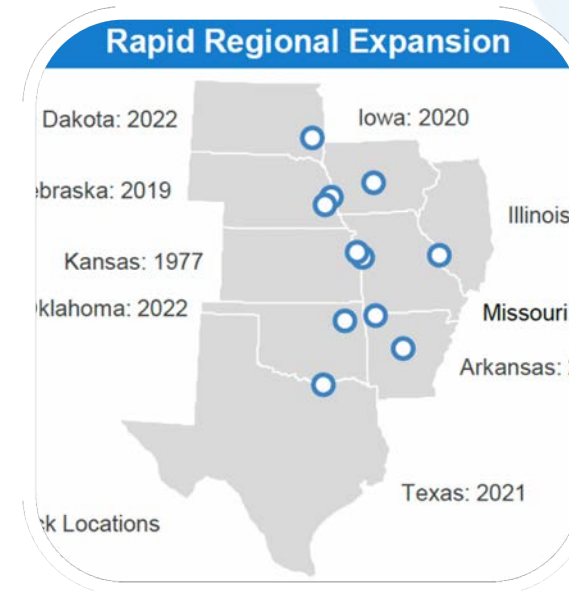 Rapid Regional Expansion
Dakota: 2022
Iowa: 2020
ebraska: 2019
Illinois
Kansas: 1977
klahoma: 2022
Missouri
Arkansas:
Texas: 2021
ck Locations